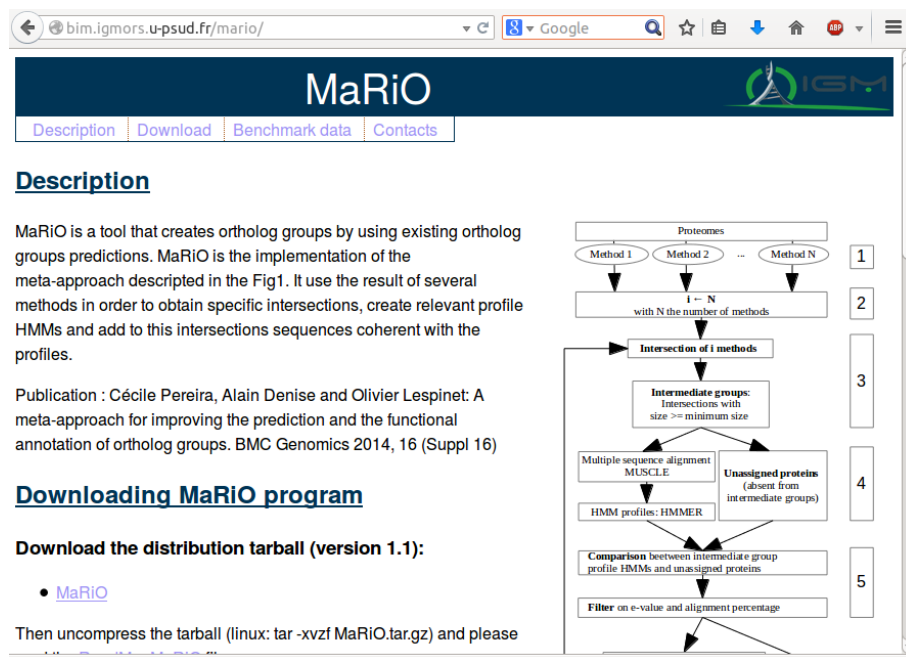 bim.igmors.u-psud.fr/mario/
Google
ABP
MaRiO
IGM
Description
Download
Benchmark data
Contacts
Description
MaRiO is a tool that creates ortholog groups by using existing ortholog
groups predictions. MaRiO is the implementation of the
meta-approach descripted in the Fig1. It use the result of several
methods in order to obtain specific intersections, create relevant profile
HMMs and add to this intersections sequences coherent with the
profiles.
Publication : Cécile Pereira, Alain Denise and Olivier Lespinet: A
meta-approach for improving the prediction and the functional
annotation of ortholog groups. BMC Genomics 2014, 16 (Suppl 16)
Downloading MaRiO program
Download the distribution tarball (version 1.1):
MaRiO
Then uncompress the tarball (linux: tar -xvzf MaRiO.tar.gz) and please
Proteomes
Method 1
Method 2
...
Method N
1
i ← N
with N the number of methods
2
Intersection of i methods
Intermediate groups:
Intersections with
size >= minimum size
3
Multiple sequence alignment
MUSCLE
HMM profiles: HMMER
Unassigned proteins
(absent from
intermediate groups)
4
Comparison beetween intermediate group
profile HMMs and unassigned proteins
Filter on e-value and alignment percentage
5